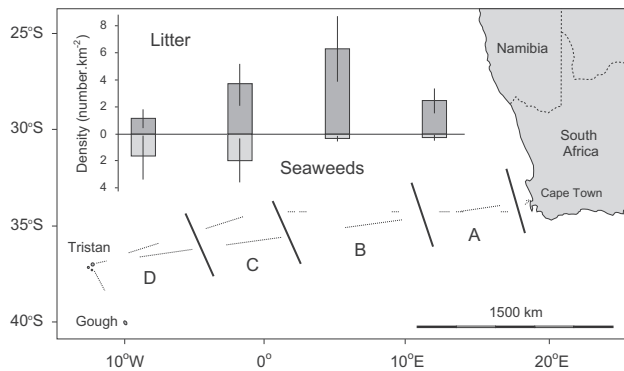 25°S
30°S
35°S
40°S
Density (number.km-2)
8
6
4
2
0
2
4
Litter
Seaweeds
Namibia
South
Africa
Cape Town
Tristan
Gough
D
C
B
A
1500 km
10°W
0°
10°E
20°E